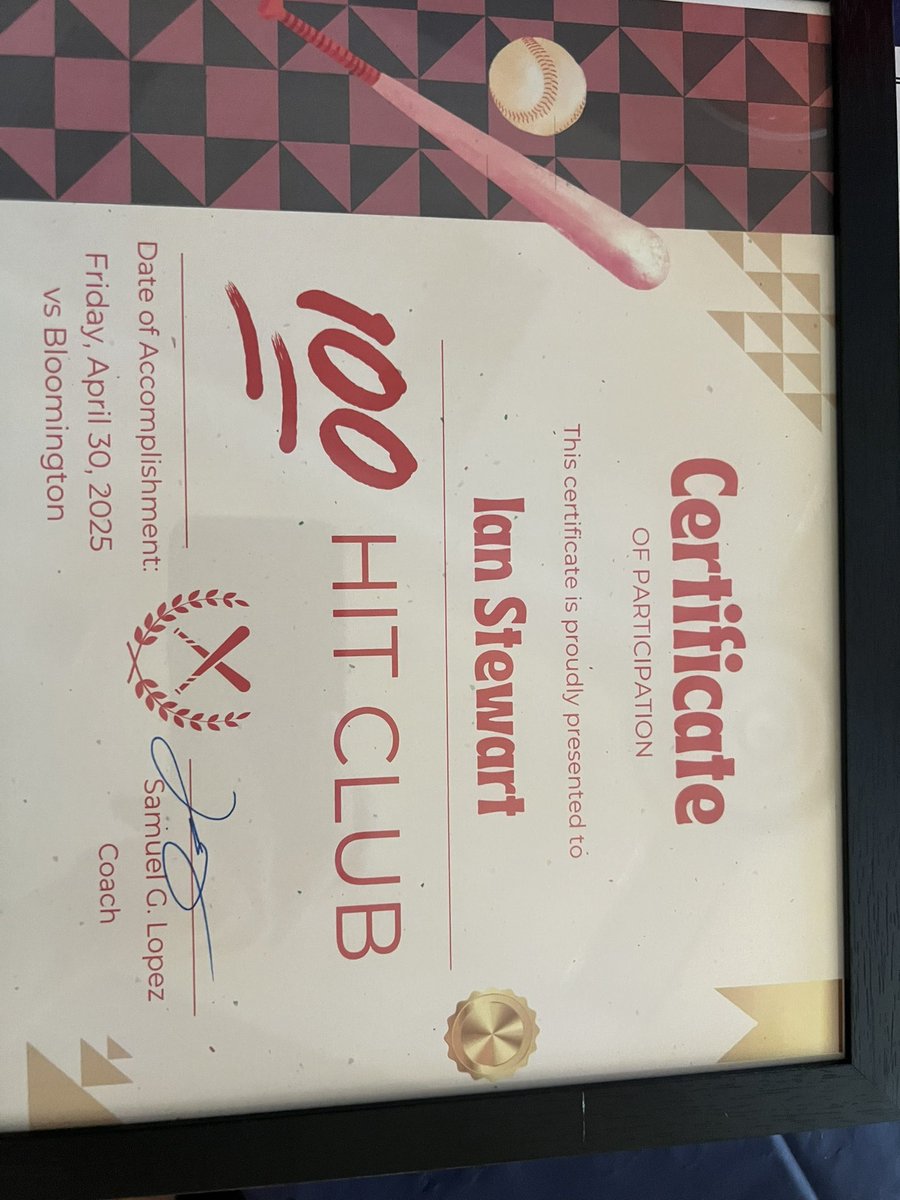 Certificate
OF PARTICIPATION
This certificate is proudly presented to
Ian Stewart
100 HIT CLUB
Date of Accomplishment:
Friday, April 30, 2025
vs Bloomington
Samuel G. Lopez
Coach